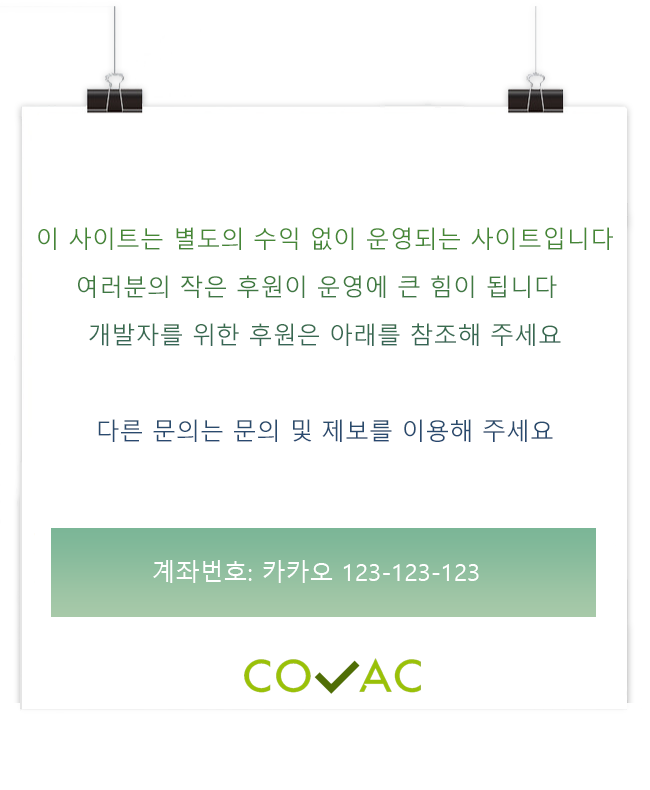 이 사이트는 별도의 수익 없이 운영되는 사이트입니다
여러분의 작은 후원이 운영에 큰 힘이 됩니다
개발자를 위한 후원은 아래를 참조해 주세요
다른 문의는 문의 및 제보를 이용해 주세요
계좌번호: 카카오 123-123-123
CO✓AC